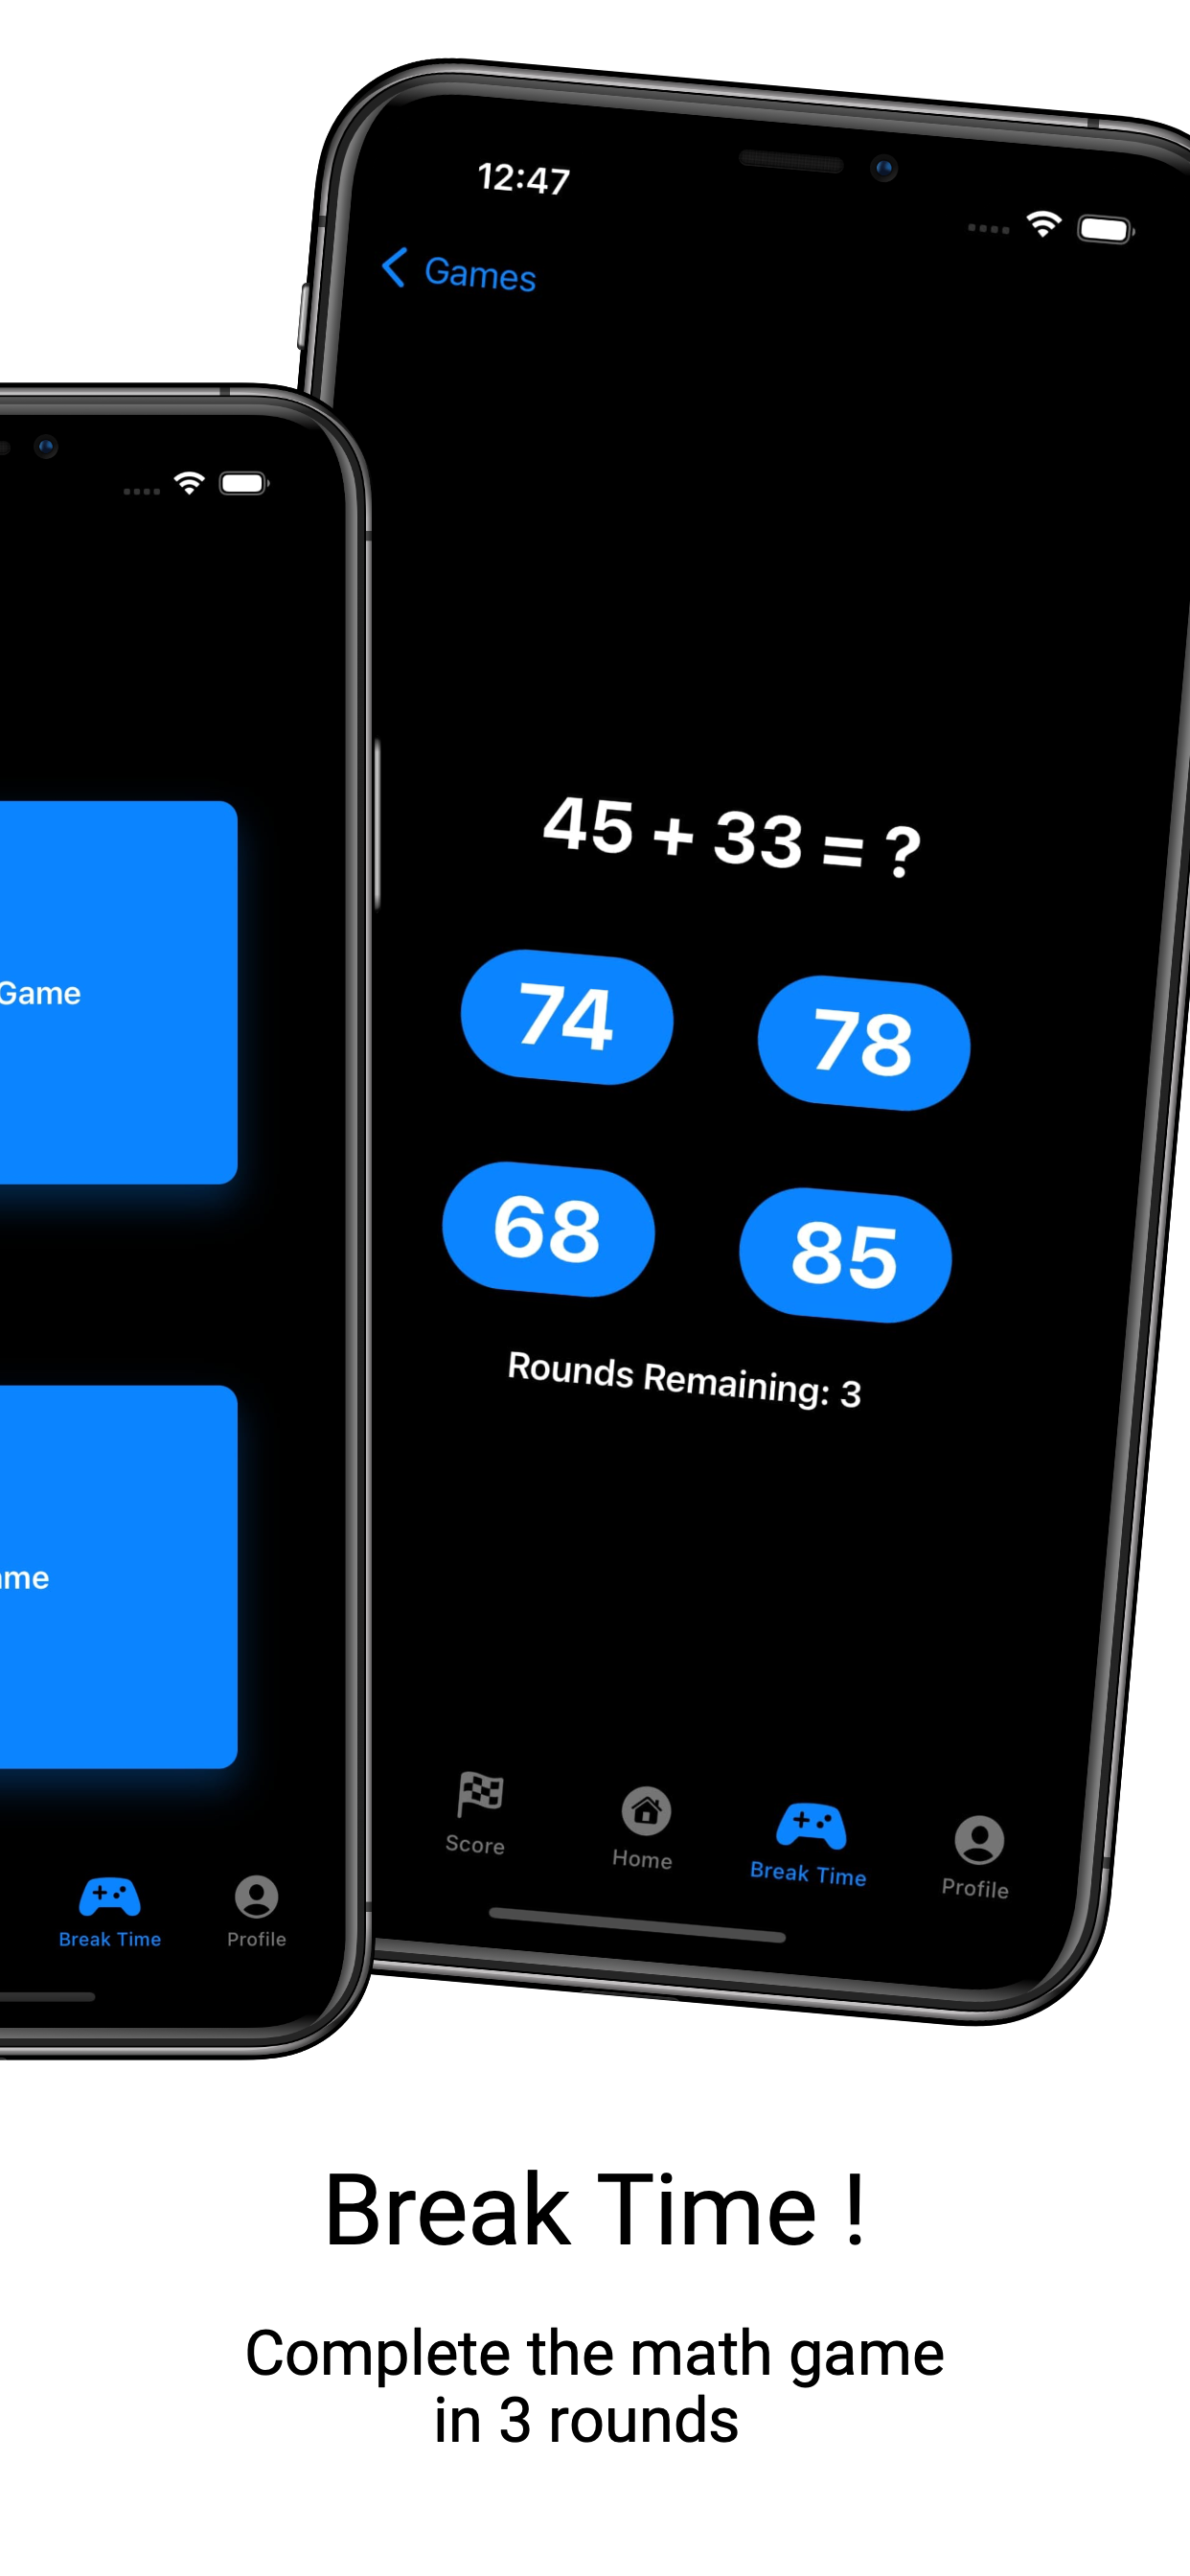 12:47
Games
45 + 33 = ?
74
78
68
85
Rounds Remaining: 3
Score
Home
Break Time
Profile
Game
Break Time
Profile
Break Time !
Complete the math game
in 3 rounds